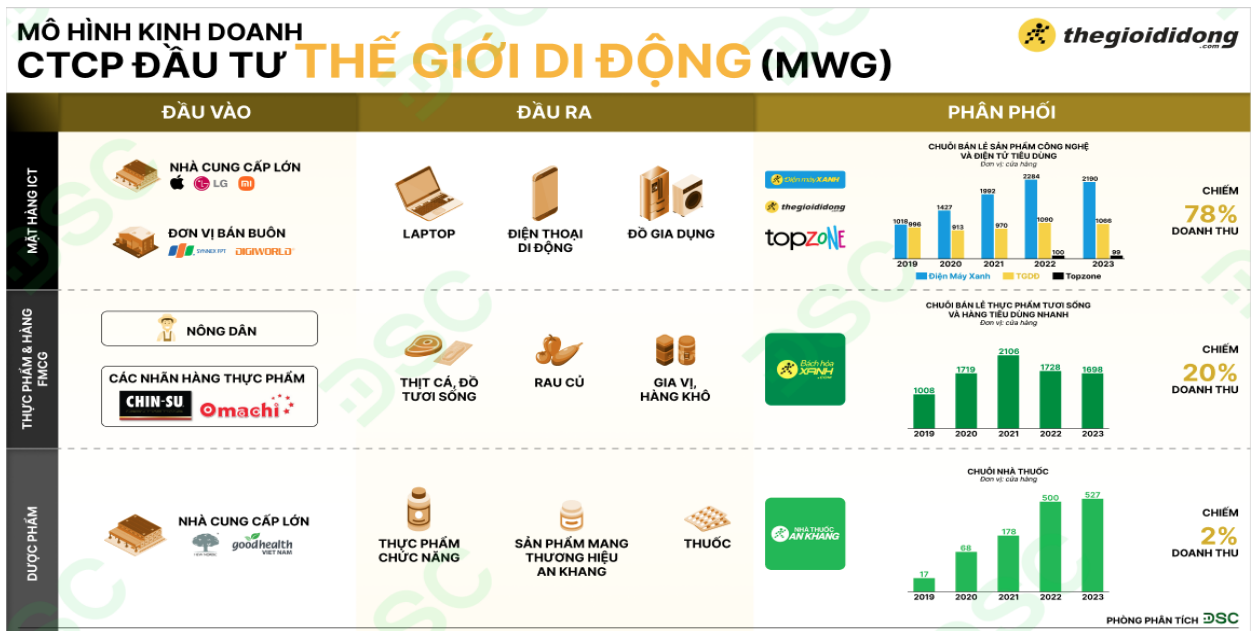 MÔ HÌNH KINH DOANH
CTCP ĐẦU TƯ THẾ GIỚI DI ĐỘNG (MWG)
thegioididong
.com
ĐẦU VÀO
ĐẦU RA
PHÂN PHỐI
MẶT HÀNG ICT
NHÀ CUNG CẤP LỚN
LG
mi
ĐƠN VỊ BÁN BUÔN
SYNNEX FPT
DIGIWORLD
LAPTOP
ĐIỆN THOẠI
DI ĐỘNG
ĐỒ GIA DỤNG
Điện máy XANH
thegioididong
topzone
CHUỖI BÁN LẺ SẢN PHẨM CÔNG NGHỆ
VÀ ĐIỆN TỬ TIÊU DÙNG
Đơn vị: cửa hàng
1018 996 1427 913 1992 970 2284 1090 100 2190 1066 99
2019 2020 2021 2022 2023
Điện Máy Xanh TGDĐ Topzone
CHIẾM
78%
DOANH THU
THỰC PHẨM & HÀNG
FMCG
NÔNG DÂN
CÁC NHÃN HÀNG THỰC PHẨM
CHIN-SU
Omachi
THỊT CÁ, ĐỒ
TƯƠI SỐNG
RAU CỦ
GIA VỊ,
HÀNG KHÔ
Bách hóa
XANH
.com
CHUỖI BÁN LẺ THỰC PHẨM TƯƠI SỐNG
VÀ HÀNG TIÊU DÙNG NHANH
Đơn vị: cửa hàng
1008 1719 2106 1728 1698
2019 2020 2021 2022 2023
CHIẾM
20%
DOANH THU
DƯỢC PHẨM
NHÀ CUNG CẤP LỚN
goodhealth
VIỆT NAM
THỰC PHẨM
CHỨC NĂNG
SẢN PHẨM MANG
THƯƠNG HIỆU
AN KHANG
THUỐC
NHÀ THUỐC
AN KHANG
CHUỖI NHÀ THUỐC
Đơn vị: cửa hàng
17 68 178 500 527
2019 2020 2021 2022 2023
CHIẾM
2%
DOANH THU
PHÒNG PHÂN TÍCH DSC